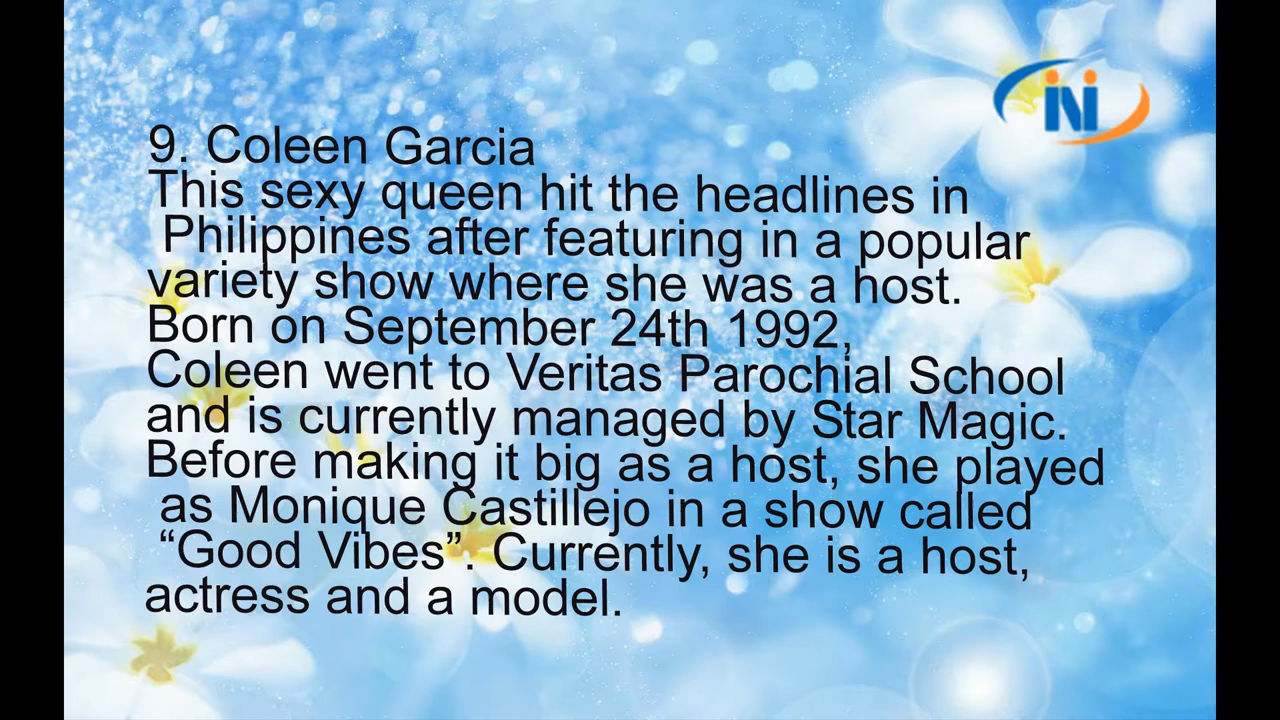 iNi
9. Coleen Garcia
This sexy queen hit the headlines in
Philippines after featuring in a popular
variety show where she was a host.
Born on September 24th 1992,
Coleen went to Veritas Parochial School
and is currently managed by Star Magic.
Before making it big as a host, she played
as Monique Castillejo in a show called
“Good Vibes”. Currently, she is a host,
actress and a model.